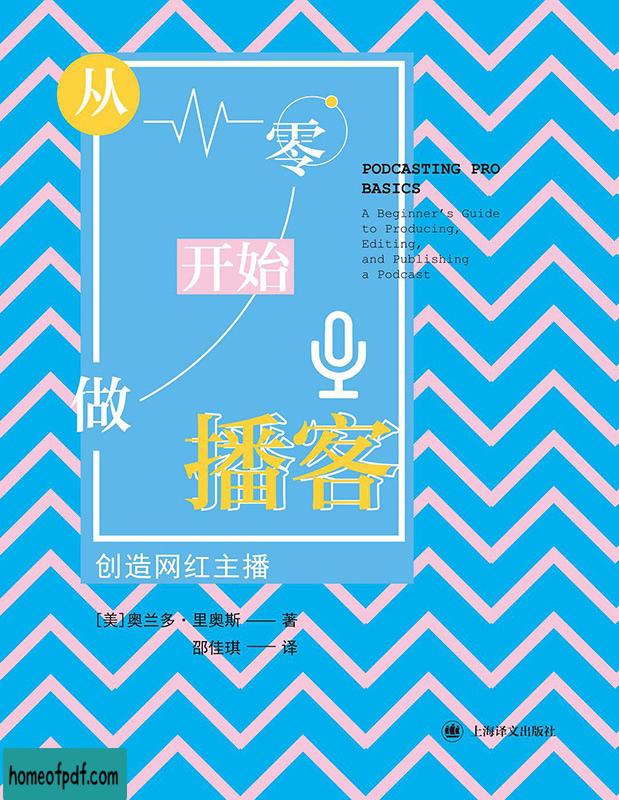 从
零
开始
做
播客
PODCASTING PRO
BASICS
A Beginner's Guide
to Producing,
Editing,
and Publishing
a Podcast
创造网红主播
[美]奥兰多·里奥斯 —— 著
邵佳琪 —— 译
上海译文出版社
homeofpdf.com